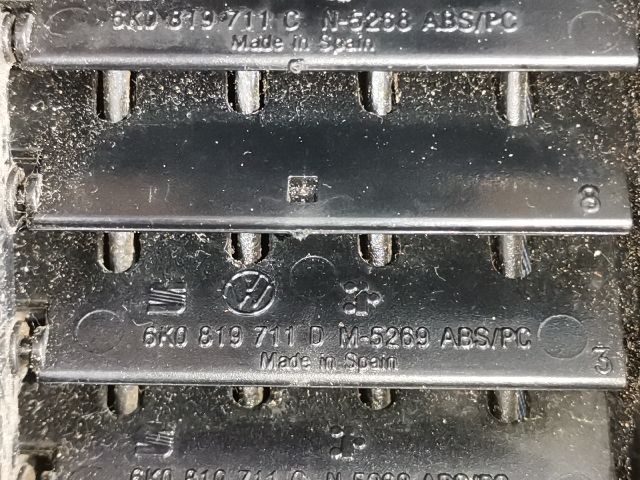 6K0 819 711 C N-5268 ABS/PC
Made in Spain
8
6K0 819 711 D M-5269 ABS/PC
Made in Spain
3